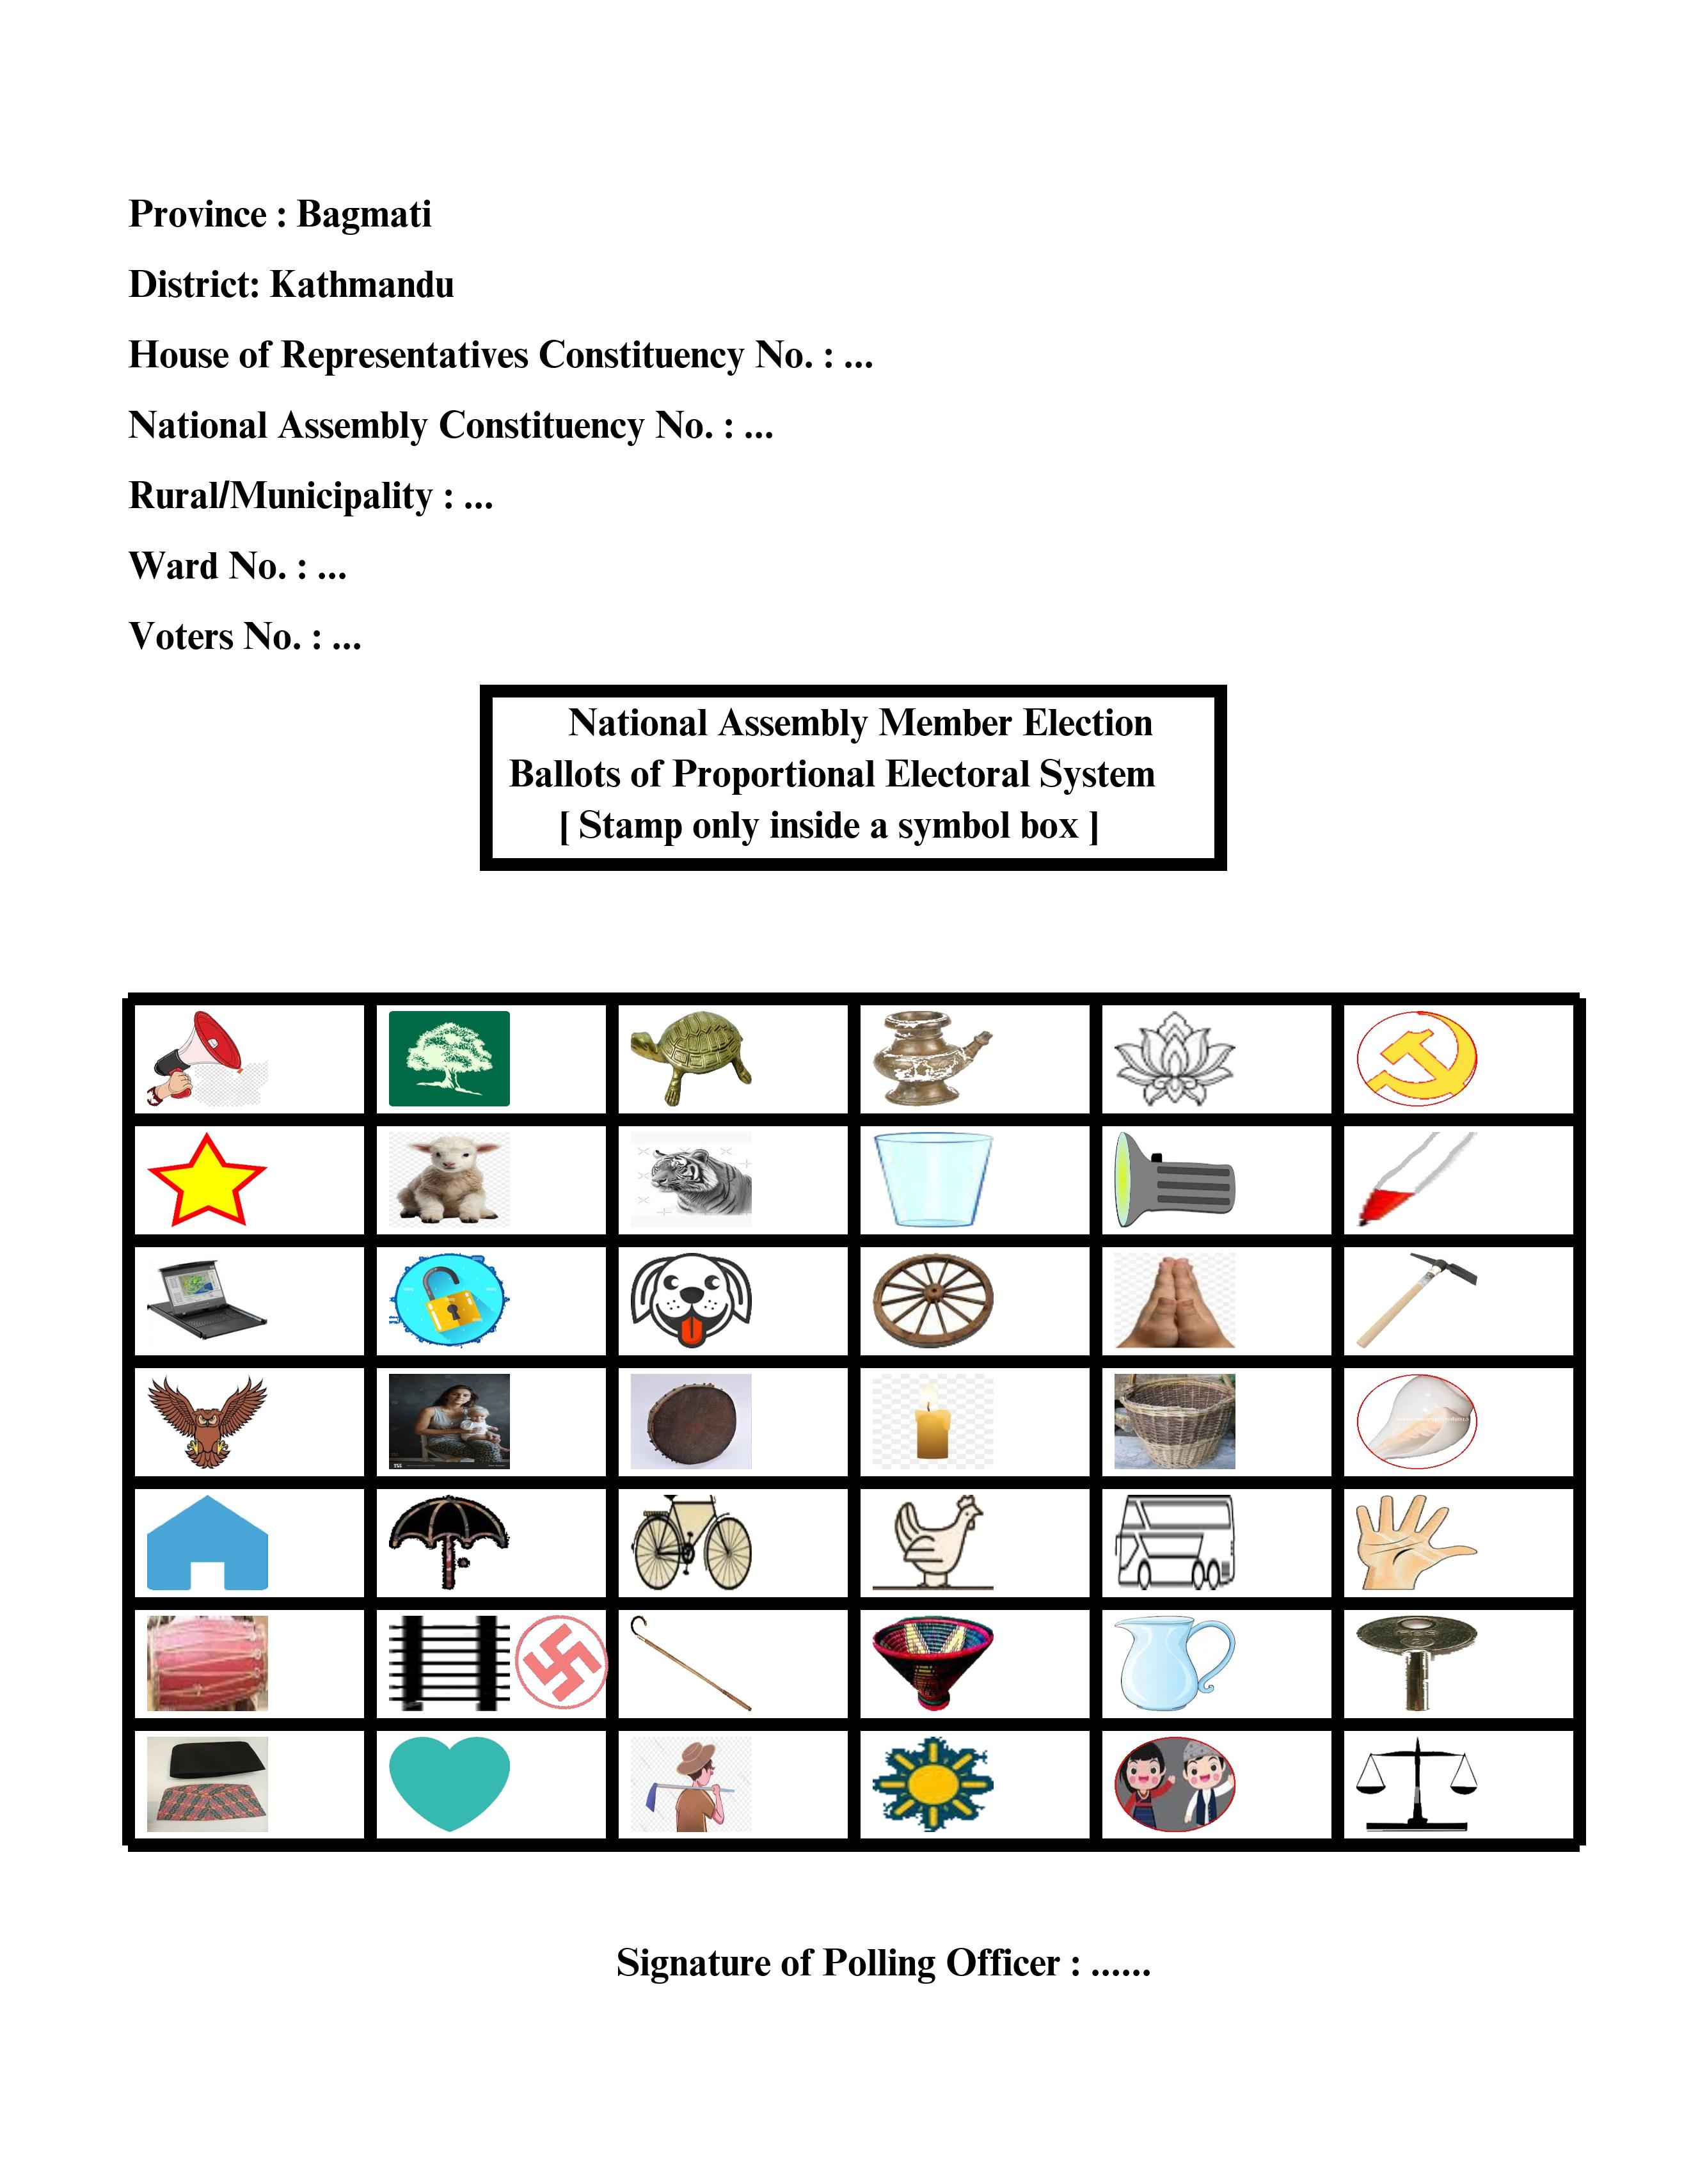 Province : Bagmati
District: Kathmandu
House of Representatives Constituency No. : ...
National Assembly Constituency No. : ...
Rural/Municipality : ...
Ward No. : ...
Voters No. : ...
National Assembly Member Election
Ballots of Proportional Electoral System
[ Stamp only inside a symbol box ]
Signature of Polling Officer : ......